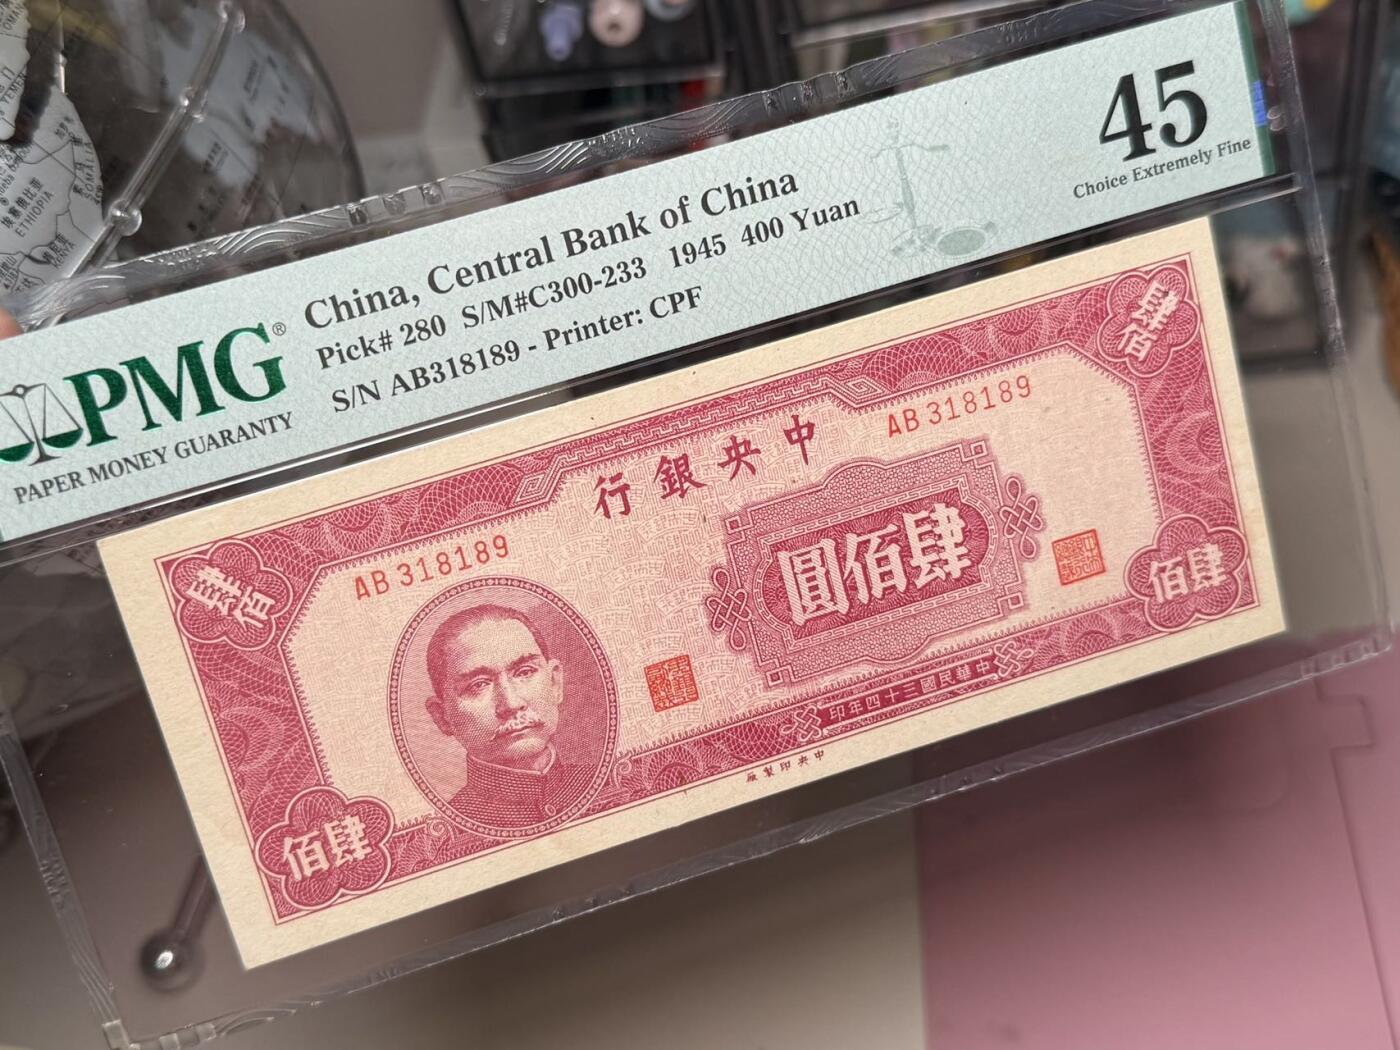 45
Choice Extremely Fine
China, Central Bank of China
Pick# 280 S/M#C300-233 1945 400 Yuan
S/N AB318189 - Printer: CPF
PMG®
PAPER MONEY GUARANTY
肆佰
AB 318189
行銀央中
AB 318189
肆佰
圓佰肆
佰肆
印年四十三國民華中
廠製印央中
佰肆
ETHIOPIA